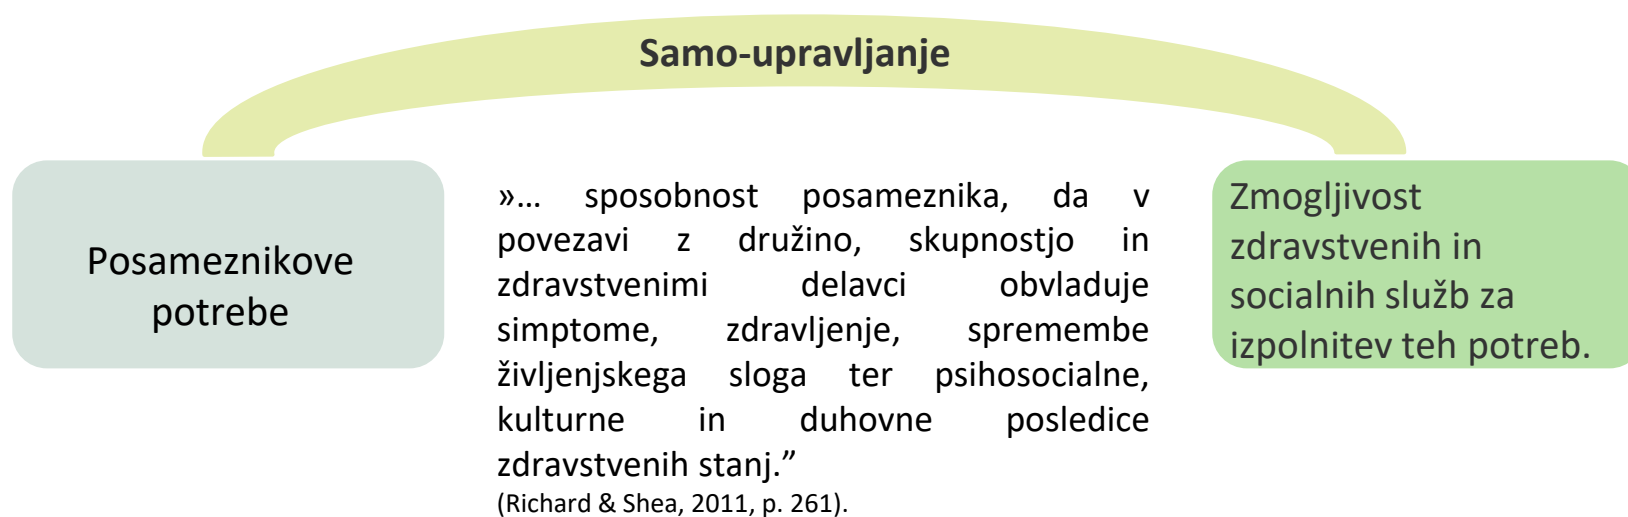 Samo-upravljanje
Posameznikove
potrebe
»… sposobnost posameznika, da v
povezavi z družino, skupnostjo in
zdravstvenimi delavci obvladuje
simptome, zdravljenje, spremembe
življenjskega sloga ter psihosocialne,
kulturne in duhovne posledice
zdravstvenih stanj.”
(Richard & Shea, 2011, p. 261).
Zmogljivost
zdravstvenih in
socialnih služb za
izpolnitev teh potreb.